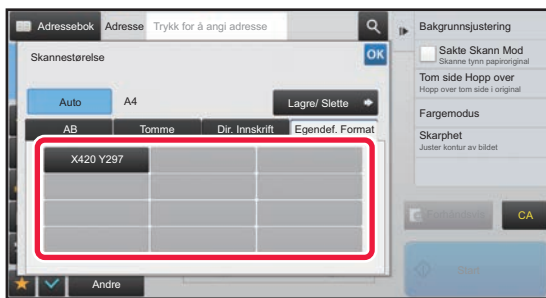 Adressebok Adresse Trykk for å angi adresse
Skannestørelse OK
Auto A4 Lagre/ Slette
AB Tomme Dir. Innskrift Egendef. Format
X420 Y297
Andre
Bakgrunnsjustering
Sakte Skann Mod
Skanne tynn papiroriginal
Tom side Hopp over
Hopp over tom side i original
Fargemodus
Skarphet
Juster kontur av bildet
CA